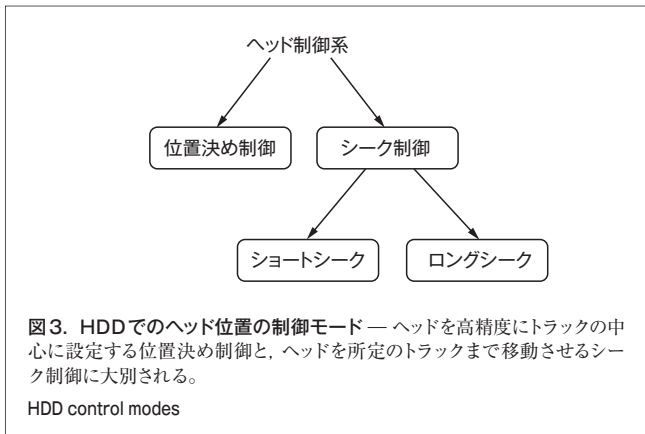 ヘッド制御系
位置決め制御
シーク制御
ショートシーク
ロングシーク
図3. HDDでのヘッド位置の制御モード — ヘッドを高精度にトラックの中
心に設定する位置決め制御と，ヘッドを所定のトラックまで移動させるシー
ク制御に大別される。
HDD control modes